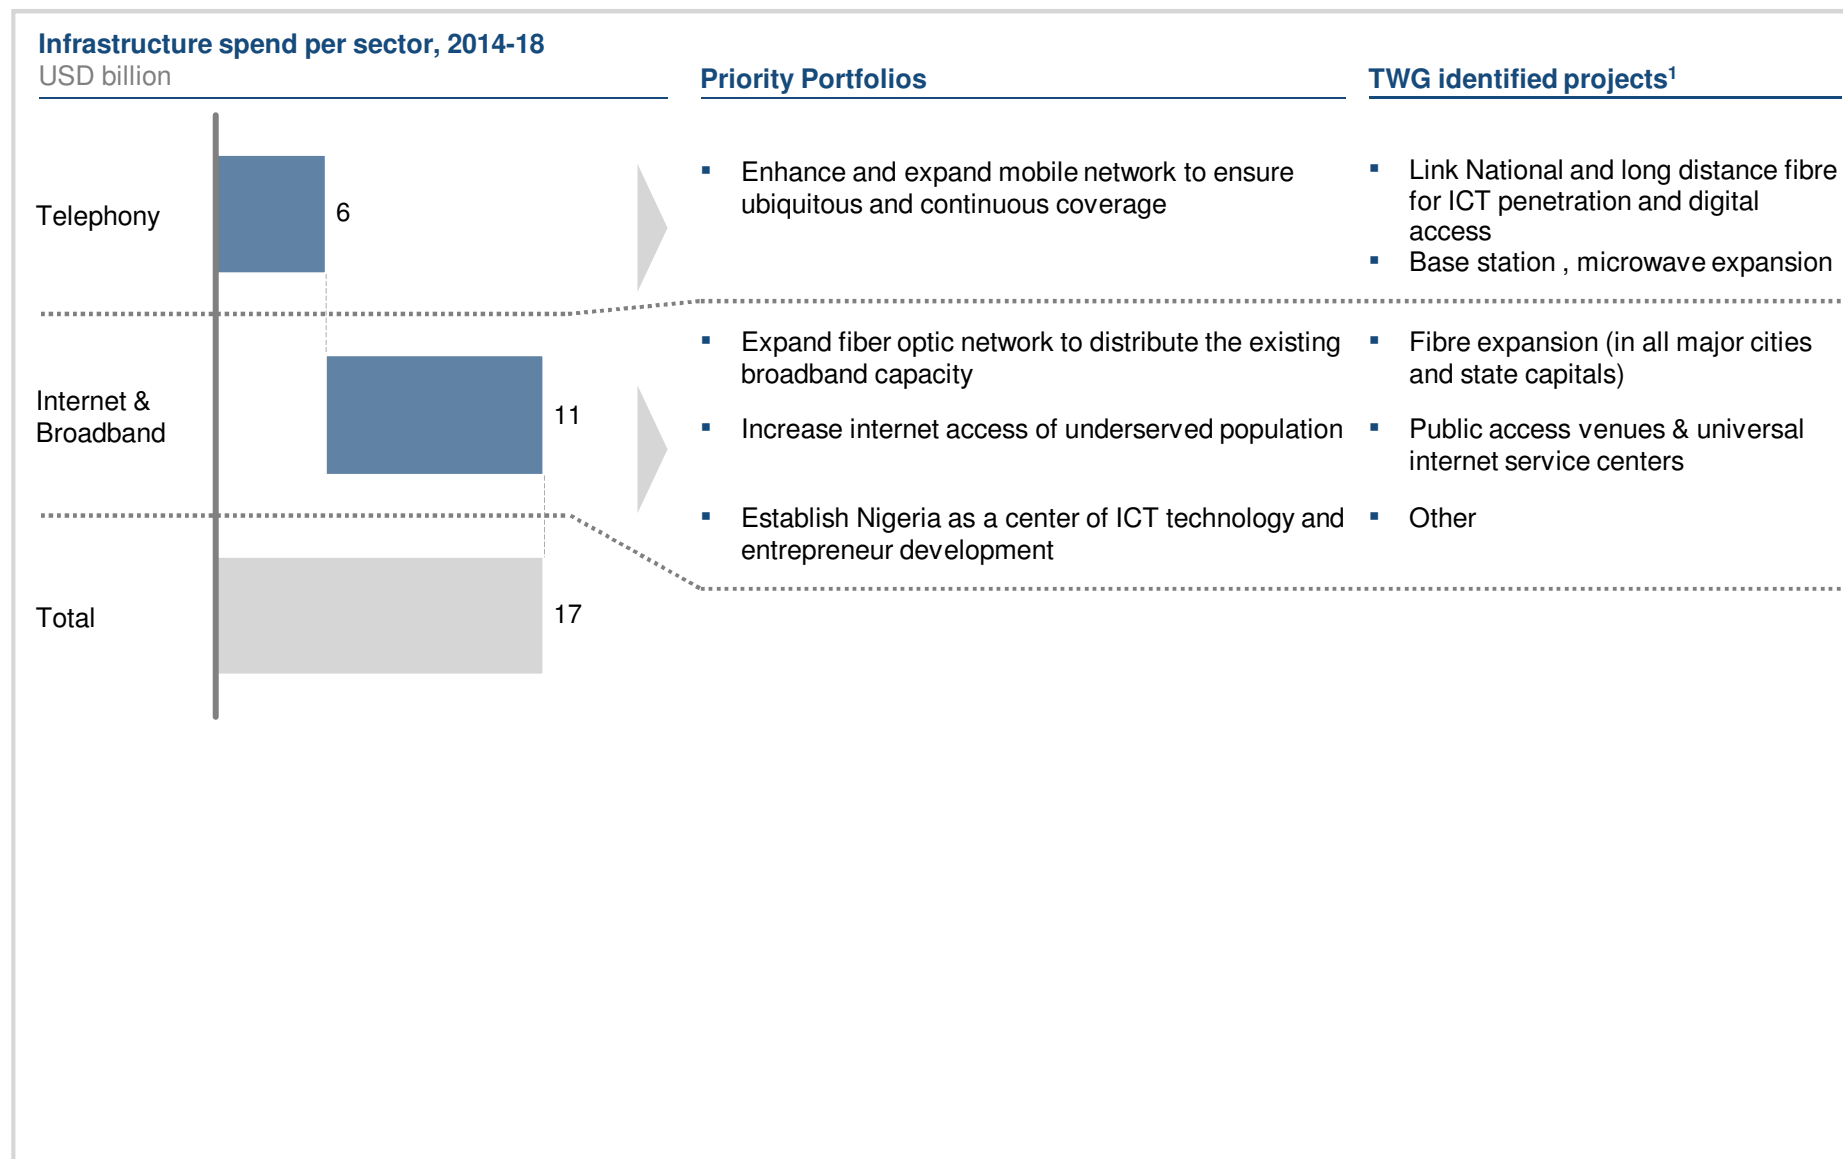 Infrastructure spend per sector, 2014-18
USD billion
Priority Portfolios
TWG identified projects¹
Telephony
6
▪ Enhance and expand mobile network to ensure
ubiquitous and continuous coverage
▪ Link National and long distance fibre
for ICT penetration and digital
access
▪ Base station , microwave expansion
Internet &
Broadband
11
▪ Expand fiber optic network to distribute the existing
broadband capacity
▪ Fibre expansion (in all major cities
and state capitals)
▪ Increase internet access of underserved population
▪ Public access venues & universal
internet service centers
▪ Establish Nigeria as a center of ICT technology and
entrepreneur development
▪ Other
Total
17